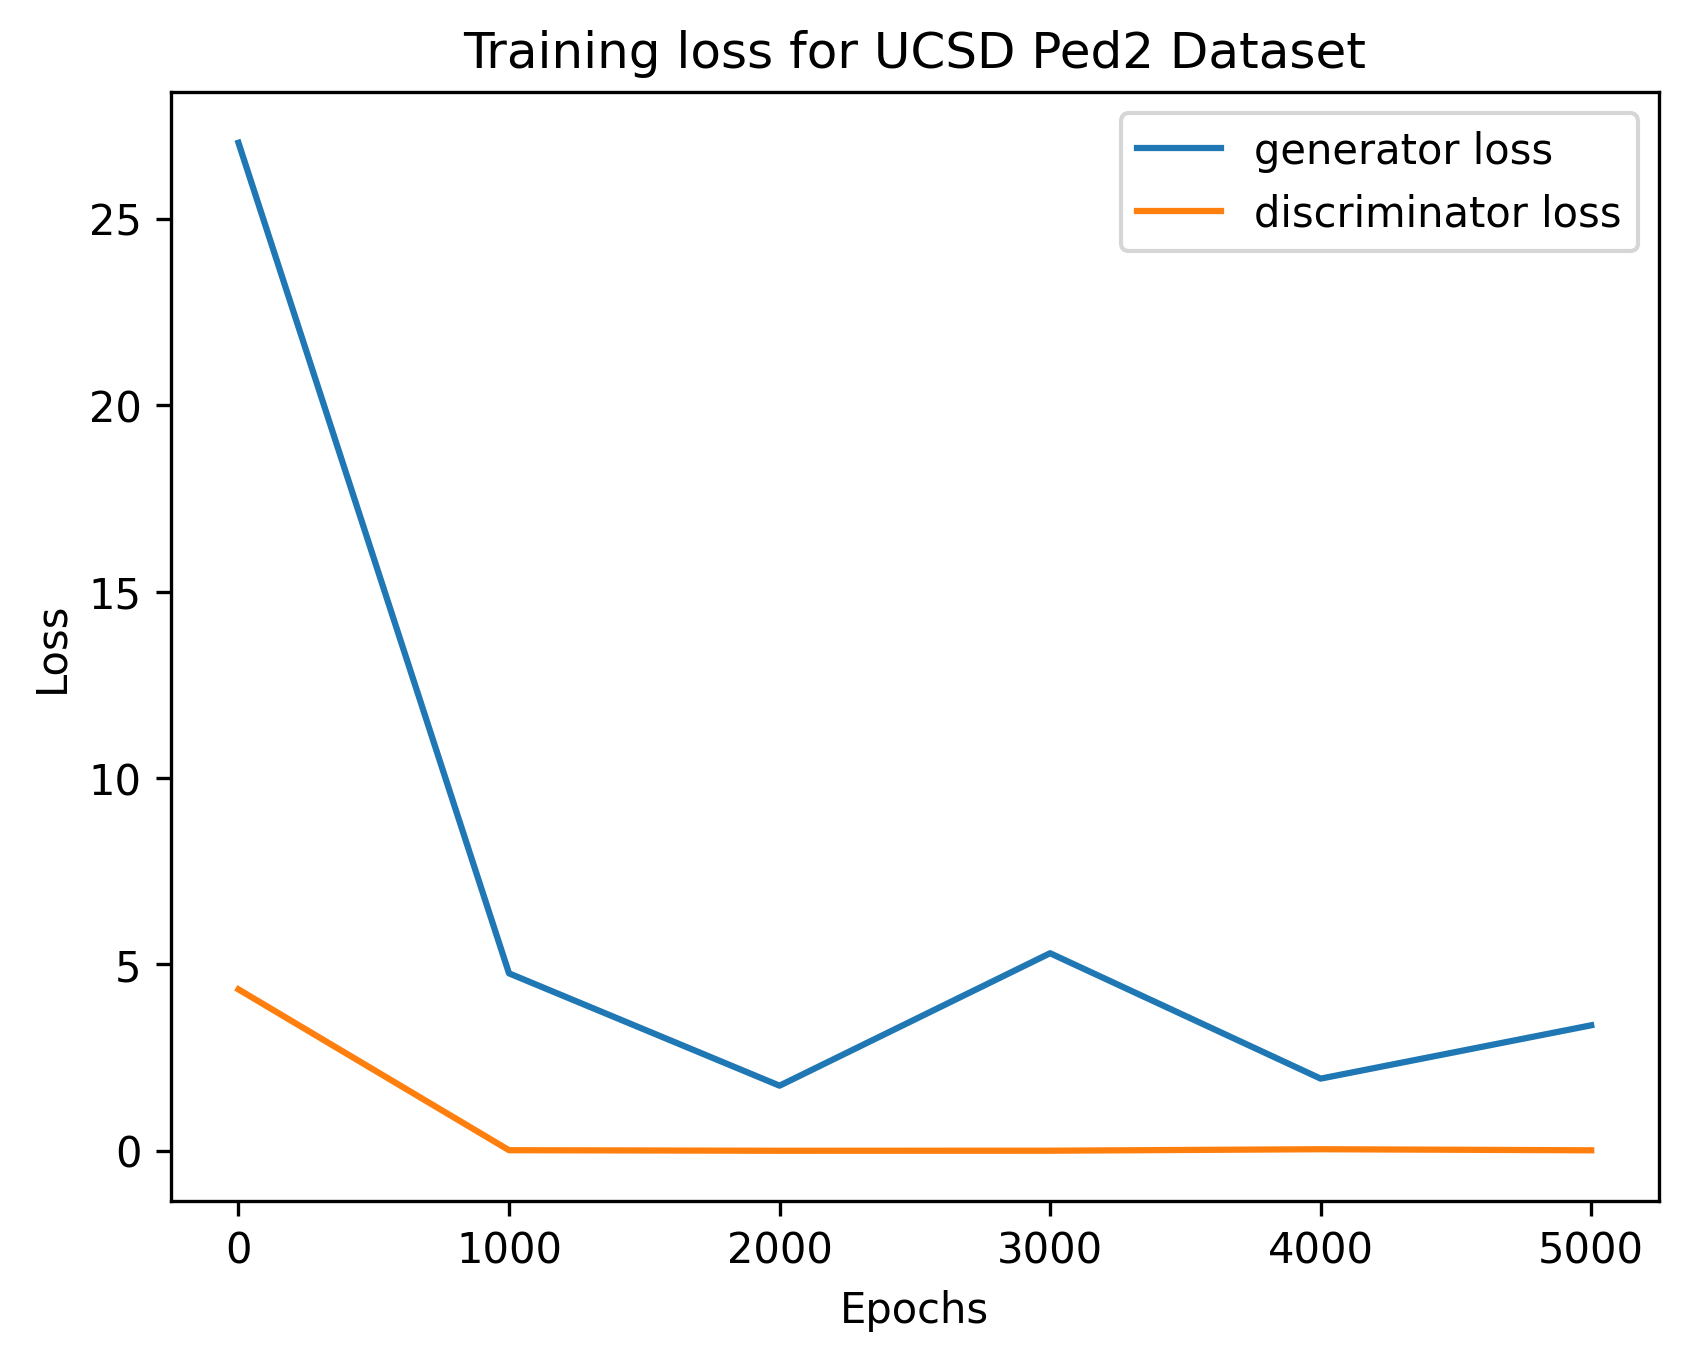 Training loss for UCSD Ped2 Dataset
generator loss
discriminator loss
25
20
15
10
5
0
Loss
0 1000 2000 3000 4000 5000
Epochs